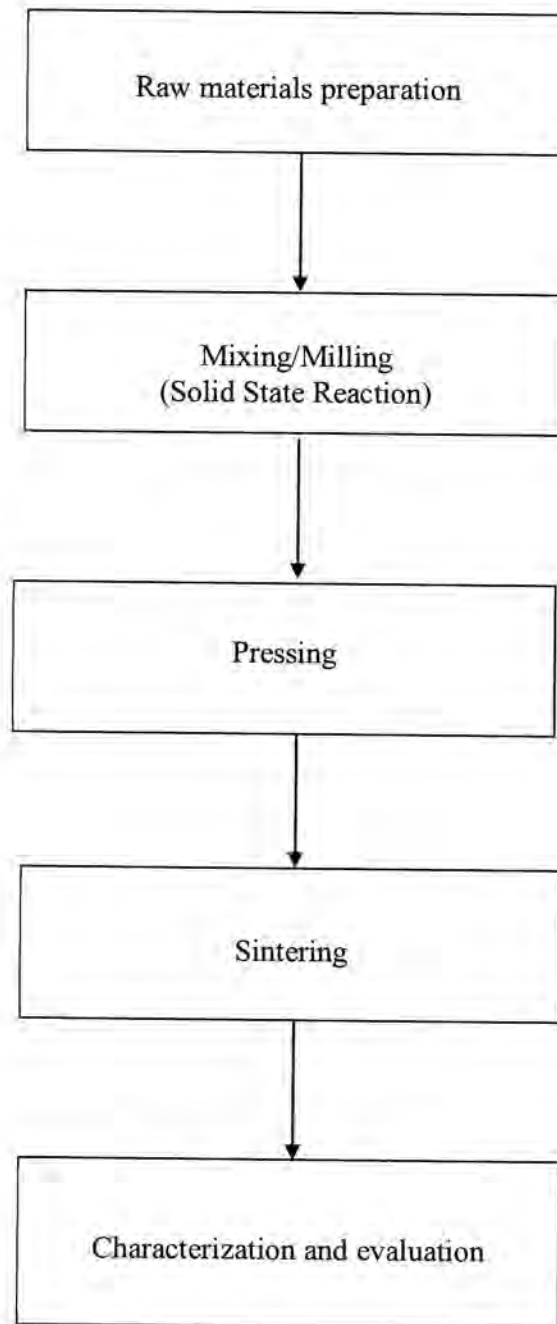 Raw materials preparation
Mixing/Milling
(Solid State Reaction)
Pressing
Sintering
Characterization and evaluation